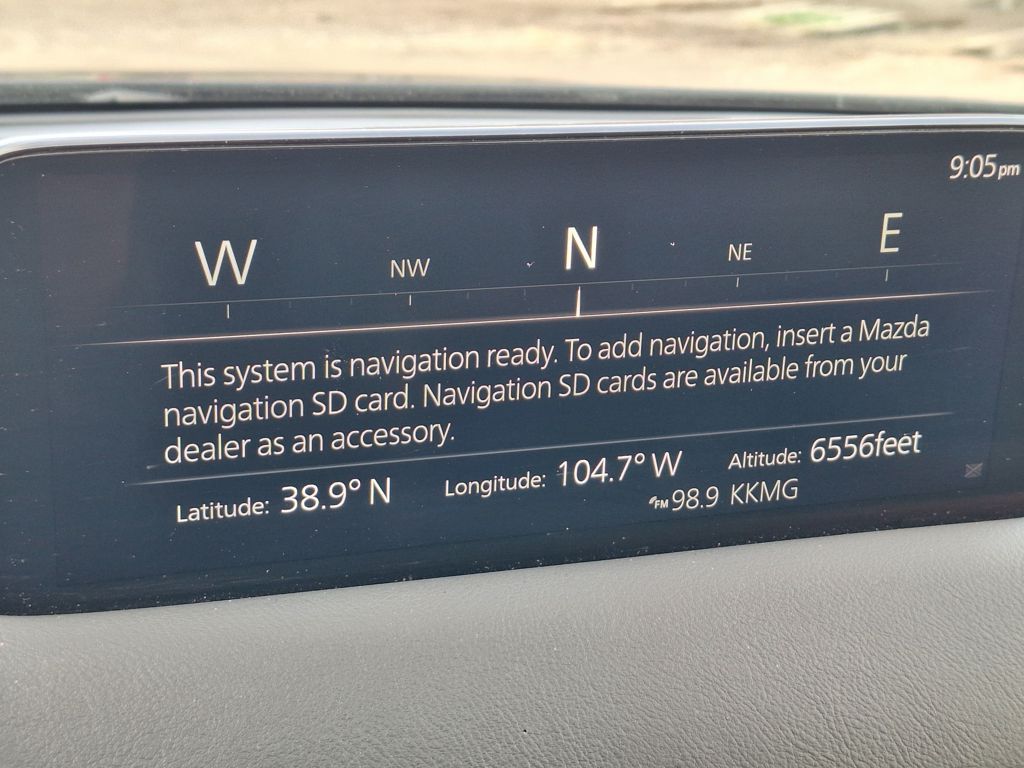 9:05pm
W NW N NE E
This system is navigation ready. To add navigation, insert a Mazda
navigation SD card. Navigation SD cards are available from your
dealer as an accessory.
Latitude: 38.9° N Longitude: 104.7° W Altitude: 6556feet
FM 98.9 KKMG